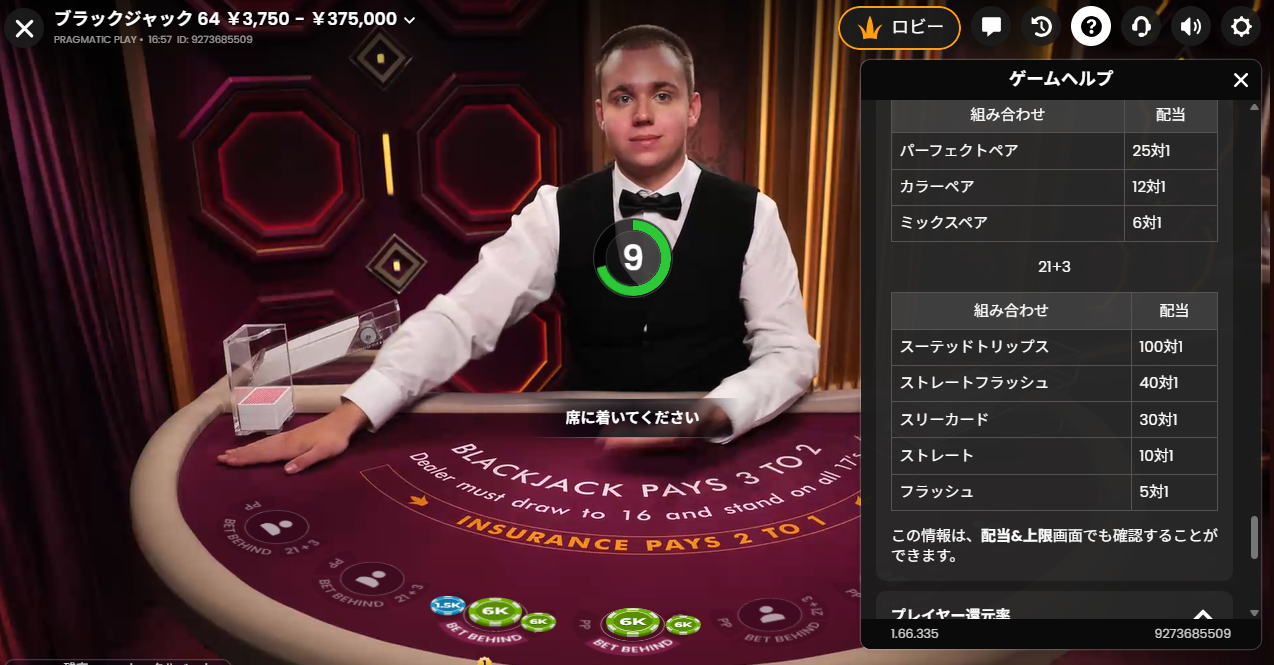 ブラックジャック 64 ￥3,750 - ￥375,000
PRAGMATIC PLAY • 16:57 ID: 9273685509
ロビー
?
ゲームヘルプ
組み合わせ 配当
パーフェクトペア 25対1
カラーペア 12対1
ミックスペア 6対1
21+3
組み合わせ 配当
スーテッドトリップス 100対1
ストレートフラッシュ 40対1
スリーカード 30対1
ストレート 10対1
フラッシュ 5対1
この情報は、配当&上限画面でも確認することが
できます。
プレイヤー還元率
1.66.335 9273685509
9
席に着いてください
BLACKJACK PAYS 3 TO 2
Dealer must draw to 16 and stand on all 17's
INSURANCE PAYS 2 TO 1
PP
BET BEHIND
21+3
PP
BET BEHIND
21+3
1.5K
6K
6K
BET BEHIND
PP
6K
6K
BET BEHIND
PP
BET BEHIND
21+3
PP
1